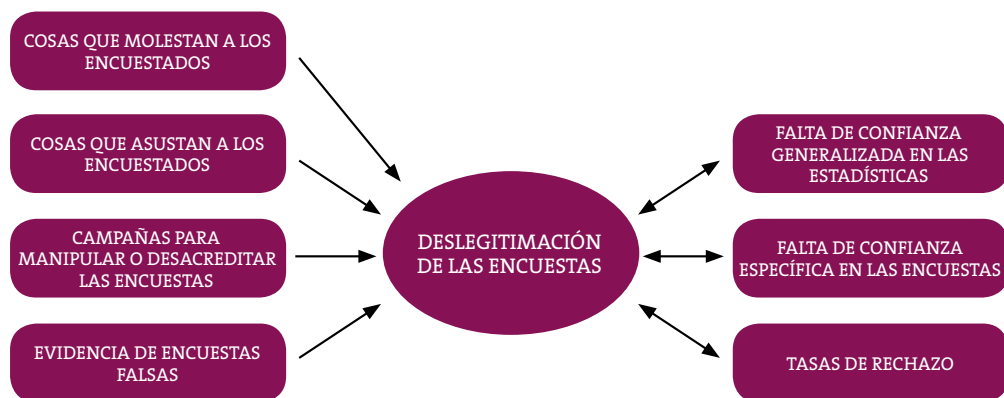 COSAS QUE MOLESTAN A LOS
ENCUESTADOS
COSAS QUE ASUSTAN A LOS
ENCUESTADOS
CAMPAÑAS PARA
MANIPULAR O DESACREDITAR
LAS ENCUESTAS
EVIDENCIA DE ENCUESTAS
FALSAS
DESLEGITIMACIÓN
DE LAS ENCUESTAS
FALTA DE CONFIANZA
GENERALIZADA EN LAS
ESTADÍSTICAS
FALTA DE CONFIANZA
ESPECÍFICA EN LAS ENCUESTAS
TASAS DE RECHAZO